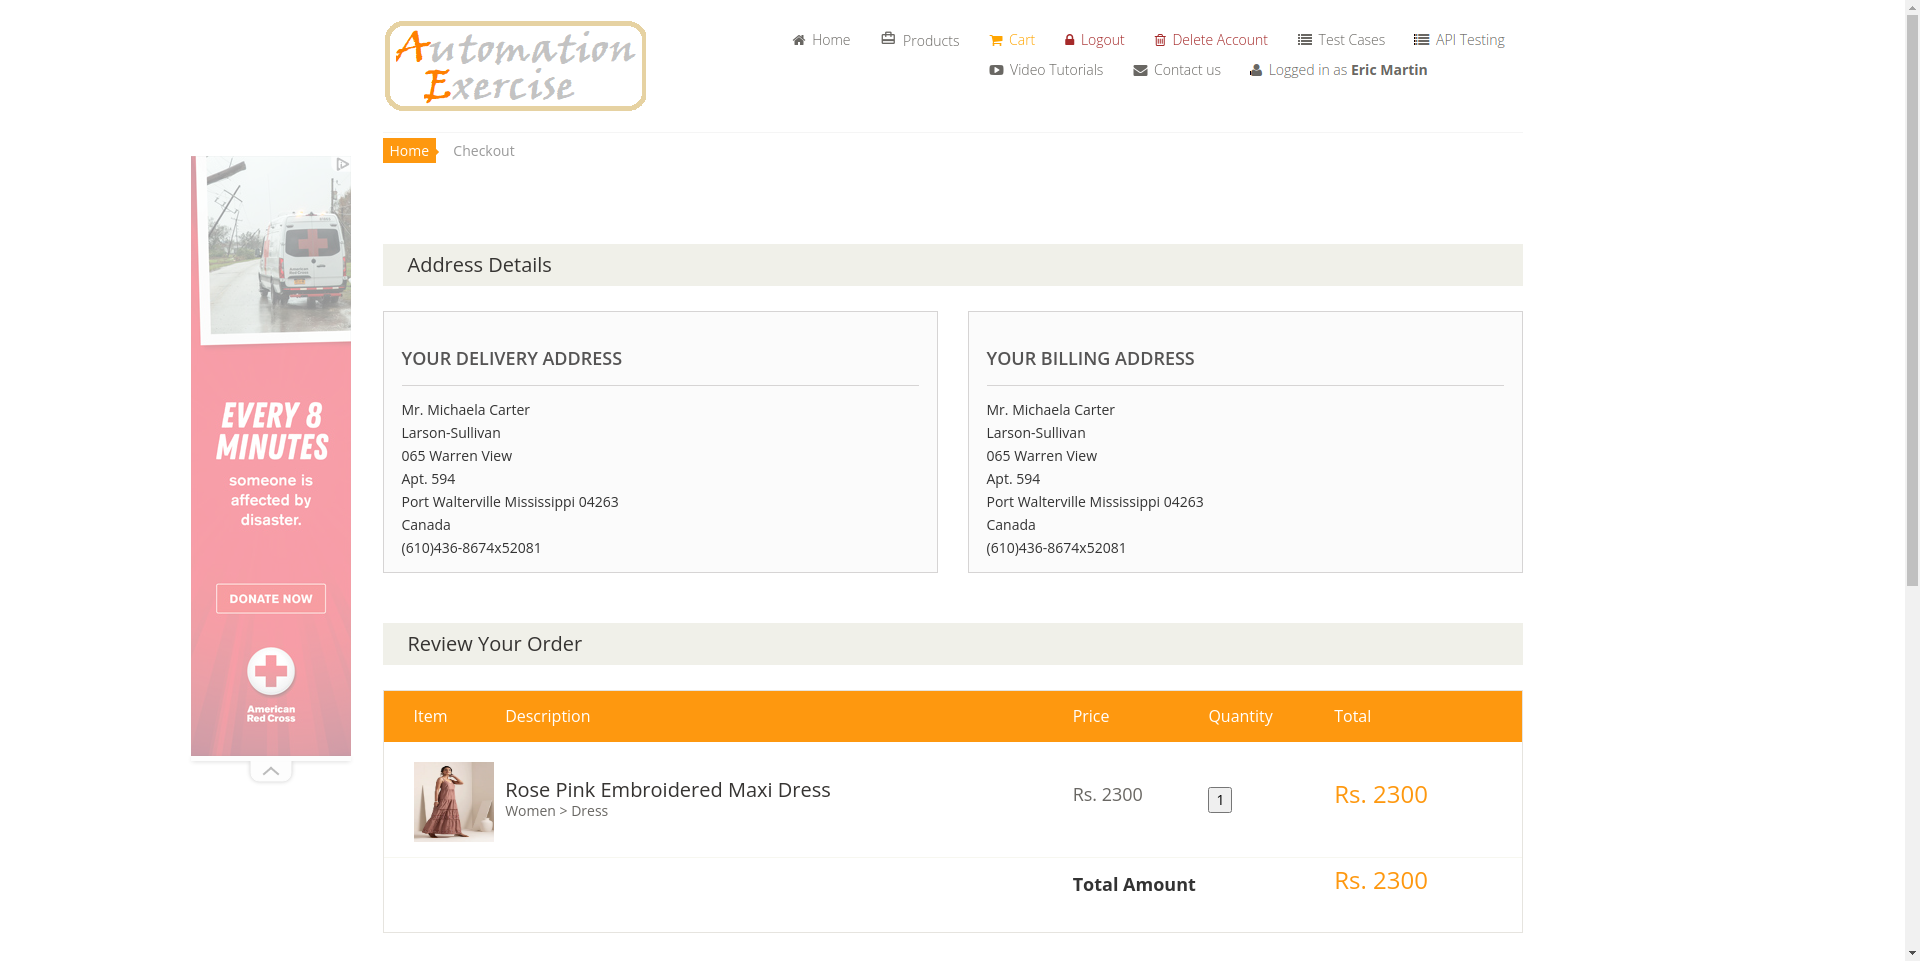 Automation
Exercise
Home
Products
Cart
Logout
Delete Account
Test Cases
API Testing
Video Tutorials
Contact us
Logged in as Eric Martin
Home
Checkout
EVERY 8
MINUTES
someone is
affected by
disaster.
DONATE NOW
American
Red Cross
Address Details
YOUR DELIVERY ADDRESS
Mr. Michaela Carter
Larson-Sullivan
065 Warren View
Apt. 594
Port Walterville Mississippi 04263
Canada
(610)436-8674x52081
YOUR BILLING ADDRESS
Mr. Michaela Carter
Larson-Sullivan
065 Warren View
Apt. 594
Port Walterville Mississippi 04263
Canada
(610)436-8674x52081
Review Your Order
Item Description Price Quantity Total
Rose Pink Embroidered Maxi Dress
Women > Dress
Rs. 2300
1
Rs. 2300
Total Amount
Rs. 2300